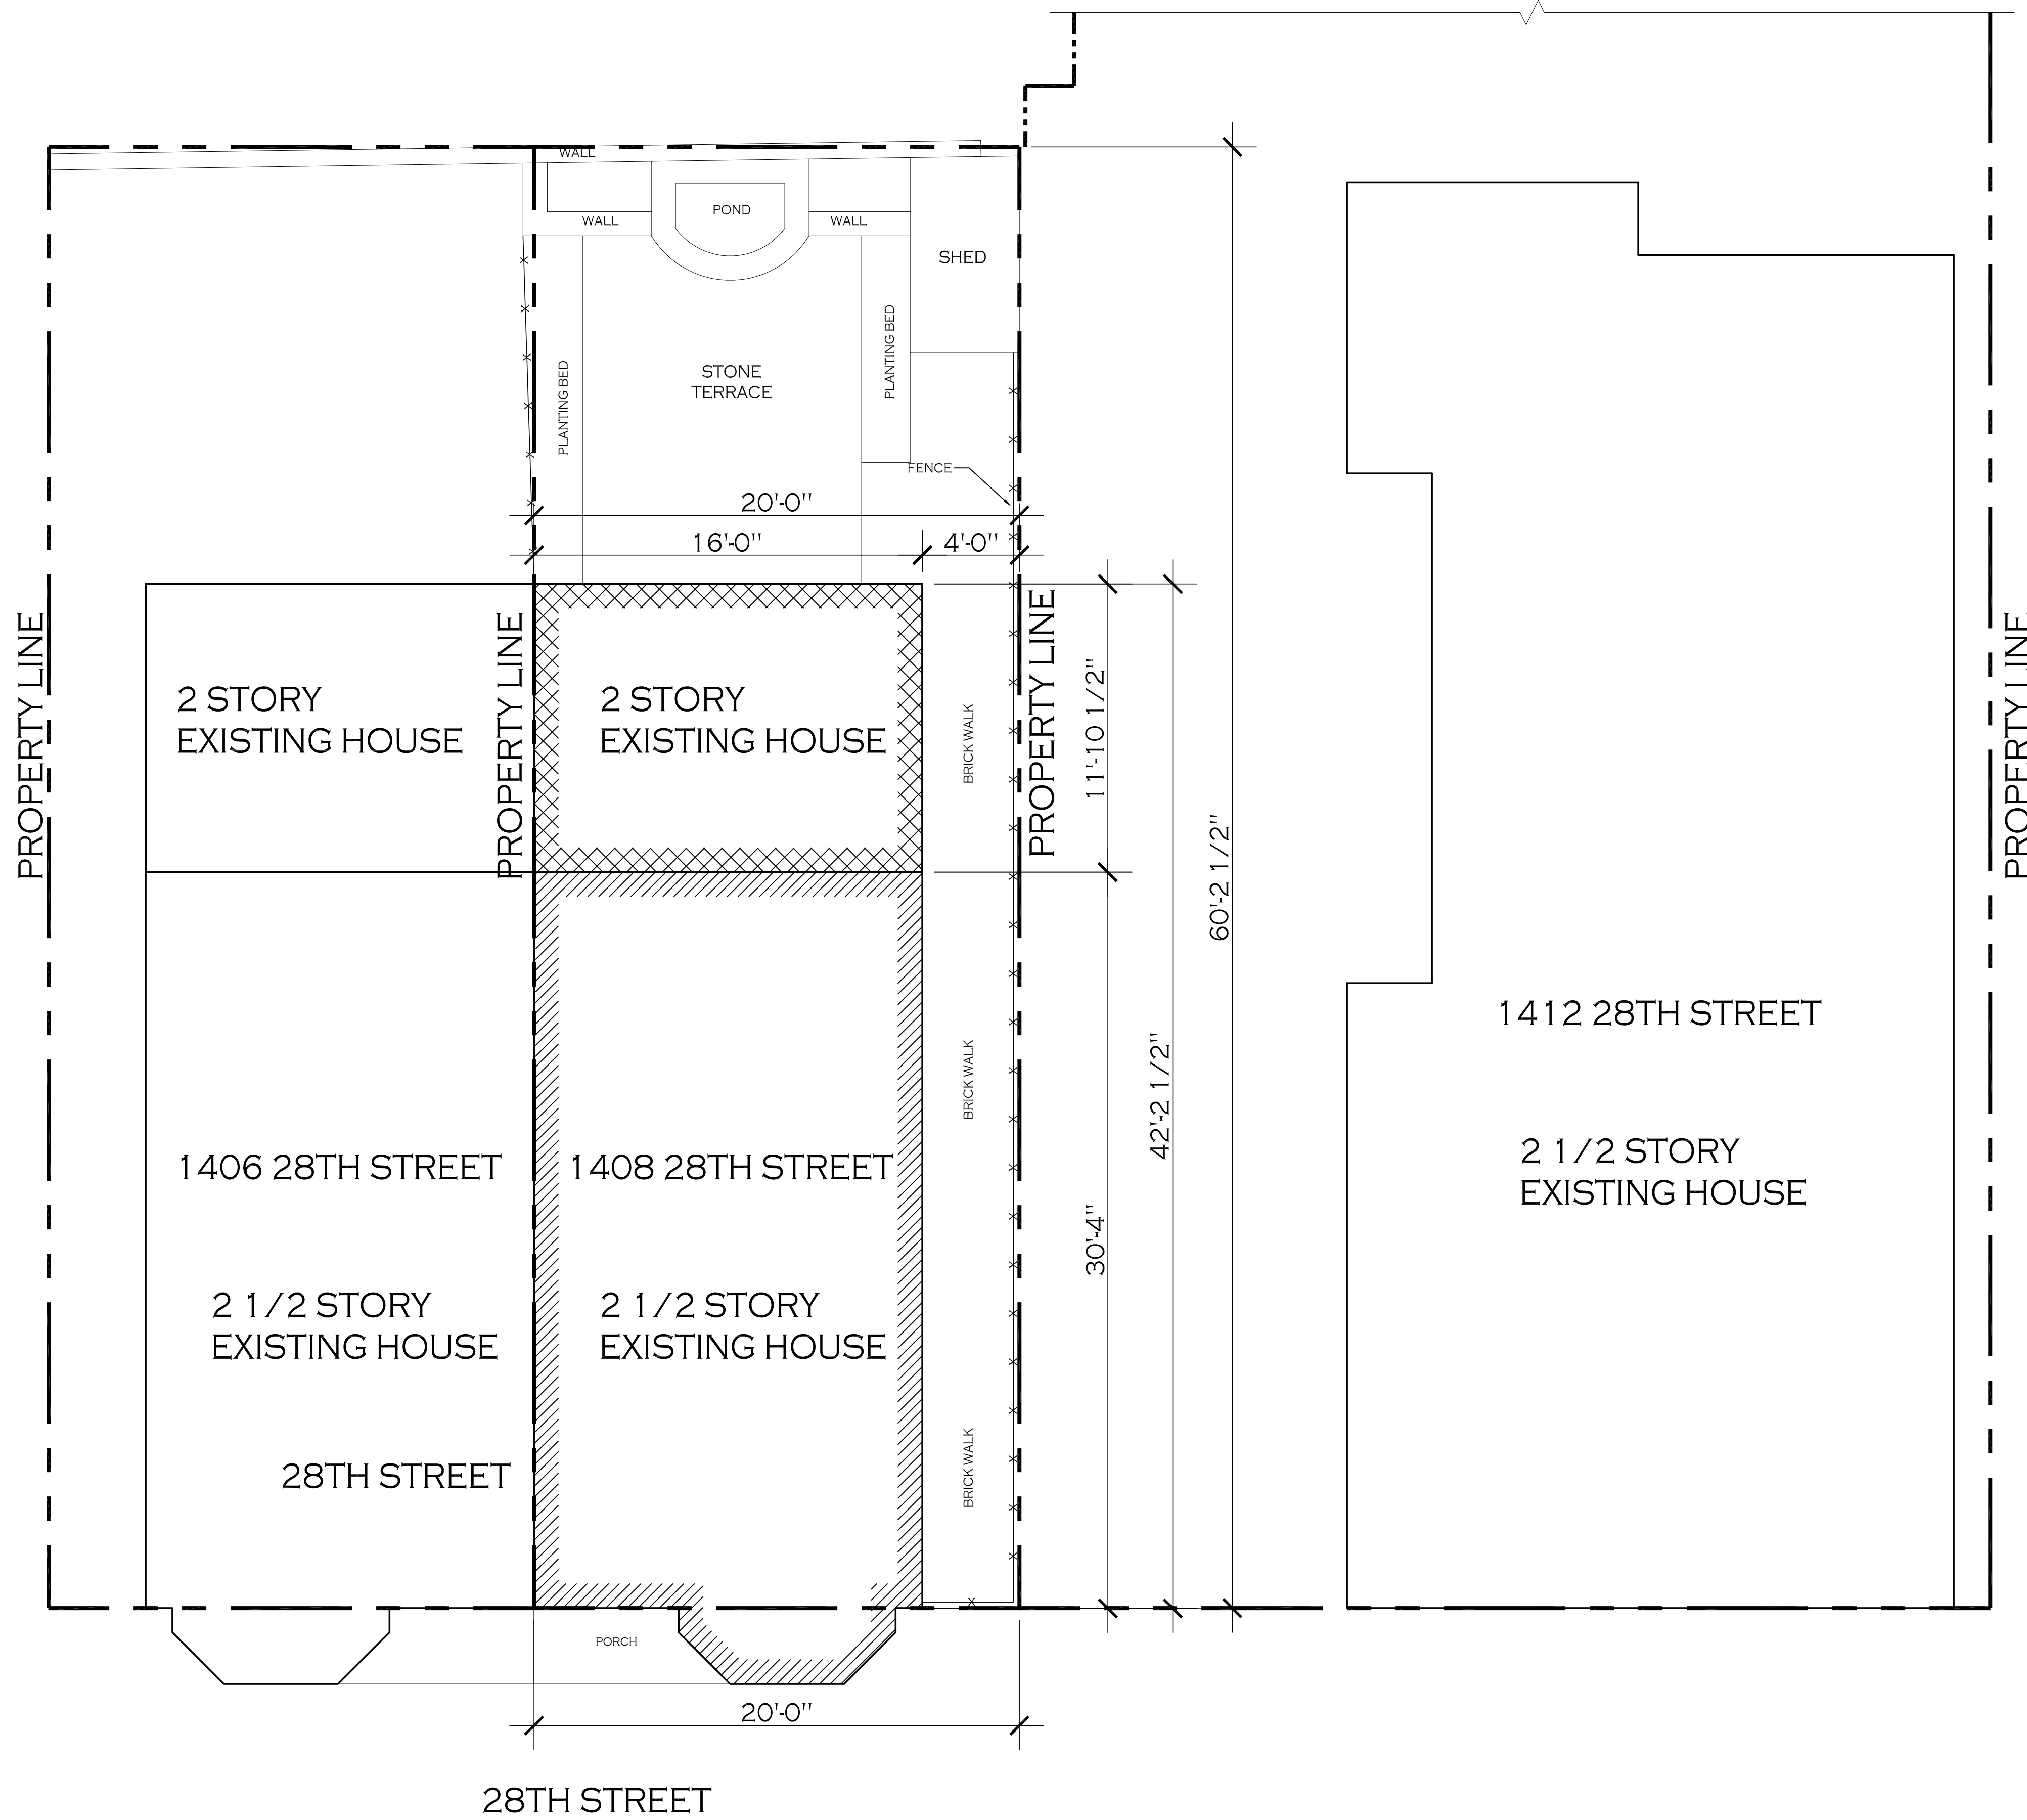 WALL
WALL
POND
WALL
SHED
PLANTING BED
STONE
TERRACE
PLANTING BED
FENCE
20'-0"
16'-0"
4'-0"
PROPERTY LINE
2 STORY
EXISTING HOUSE
PROPERTY LINE
2 STORY
EXISTING HOUSE
BRICK WALK
PROPERTY LINE
11'-10 1/2"
60'-2 1/2"
PROPERTY LINE
1412 28TH STREET
2 1/2 STORY
EXISTING HOUSE
BRICK WALK
42'-2 1/2"
30'-4"
1406 28TH STREET
1408 28TH STREET
2 1/2 STORY
EXISTING HOUSE
2 1/2 STORY
EXISTING HOUSE
BRICK WALK
28TH STREET
PORCH
20'-0"
28TH STREET